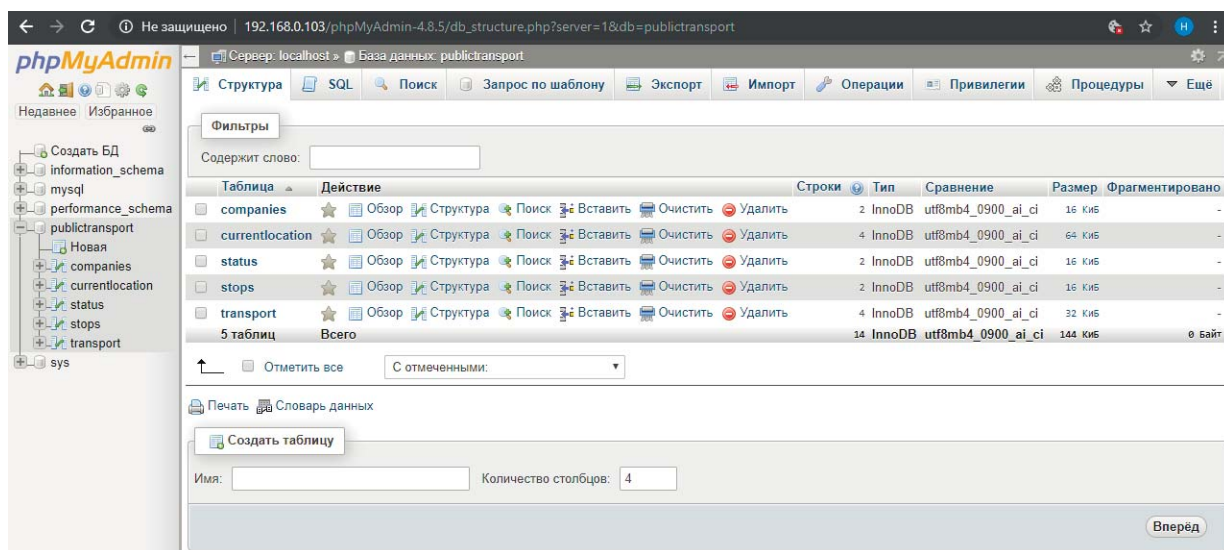 Не защищено | 192.168.0.103/phpMyAdmin-4.8.5/db_structure.php?server=1&db=publictransport
H
phpMyAdmin
Недавнее Избранное
Создать БД
information_schema
mysql
performance_schema
publictransport
Новая
companies
currentlocation
status
stops
transport
sys
Сервер: localhost » База данных: publictransport
Структура SQL Поиск Запрос по шаблону Экспорт Импорт Операции Привилегии Процедуры Ещё
Фильтры
Содержит слово:
Таблица Действие Строки Тип Сравнение Размер Фрагментировано
companies Обзор Структура Поиск Вставить Очистить Удалить 2 InnoDB utf8mb4_0900_ai_ci 16 КиБ -
currentlocation Обзор Структура Поиск Вставить Очистить Удалить 4 InnoDB utf8mb4_0900_ai_ci 64 КиБ -
status Обзор Структура Поиск Вставить Очистить Удалить 2 InnoDB utf8mb4_0900_ai_ci 16 КиБ -
stops Обзор Структура Поиск Вставить Очистить Удалить 2 InnoDB utf8mb4_0900_ai_ci 16 КиБ -
transport Обзор Структура Поиск Вставить Очистить Удалить 4 InnoDB utf8mb4_0900_ai_ci 32 КиБ -
5 таблиц Всего 14 InnoDB utf8mb4_0900_ai_ci 144 КиБ 0 Байт
Отметить все С отмеченными:
Печать Словарь данных
Создать таблицу
Имя: Количество столбцов: 4
Вперёд